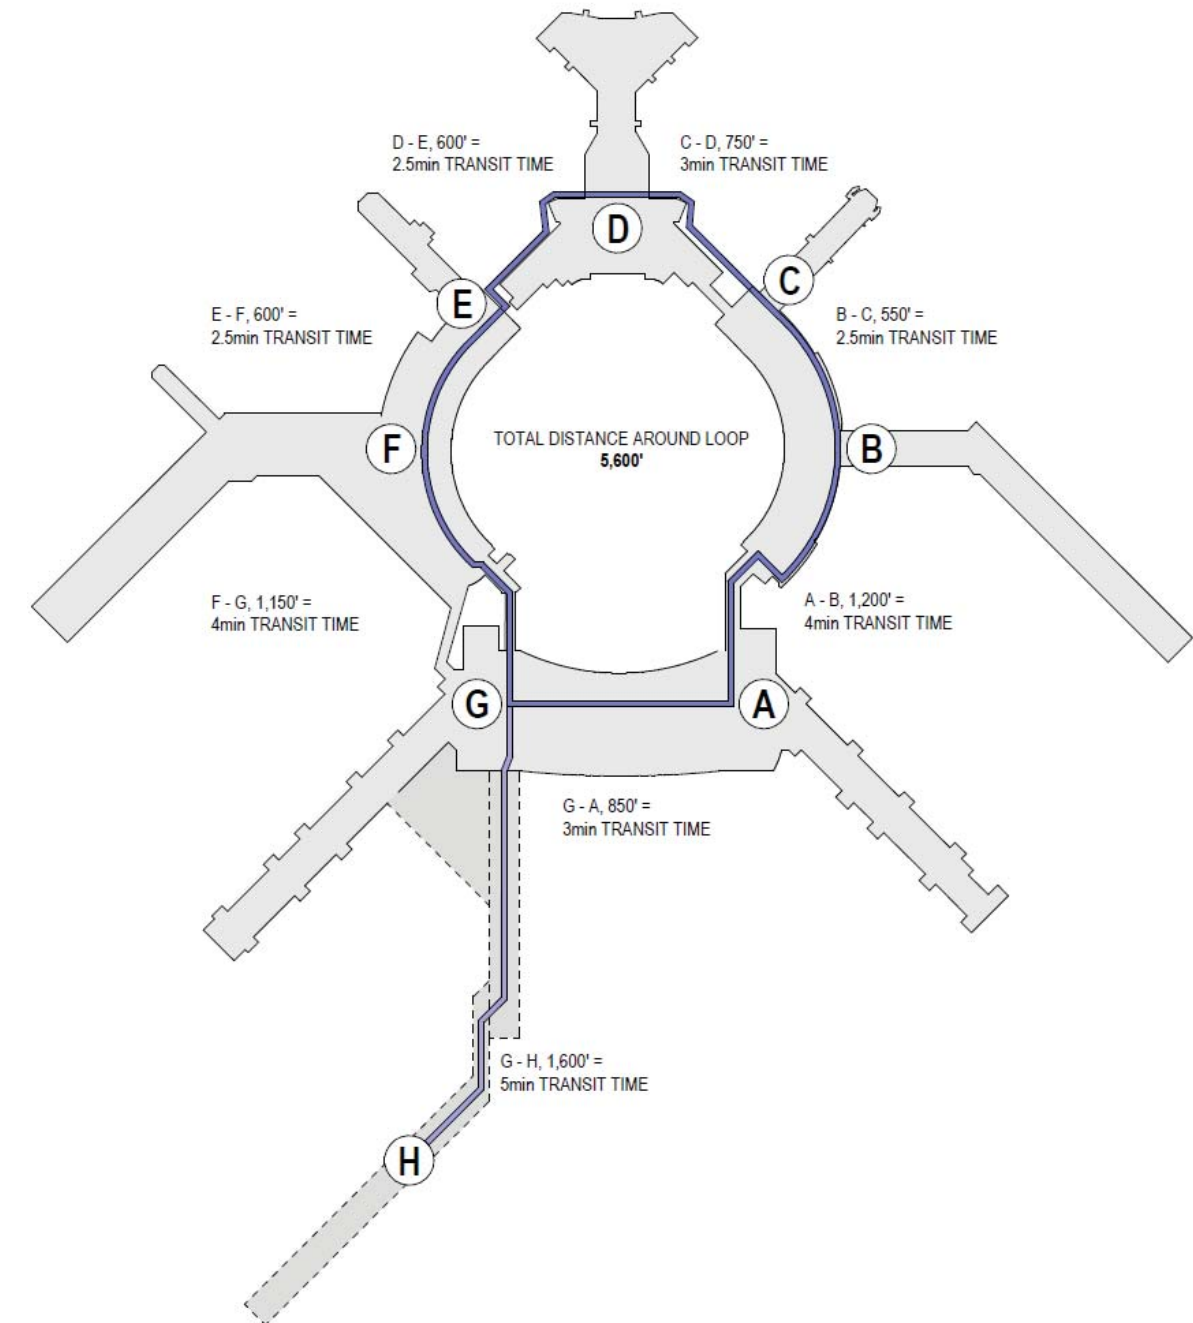 D - E, 600' =
2.5min TRANSIT TIME
C - D, 750' =
3min TRANSIT TIME
D
C
E
E - F, 600' =
2.5min TRANSIT TIME
B - C, 550' =
2.5min TRANSIT TIME
TOTAL DISTANCE AROUND LOOP
5,600'
F
B
F - G, 1,150' =
4min TRANSIT TIME
A - B, 1,200' =
4min TRANSIT TIME
G
A
G - A, 850' =
3min TRANSIT TIME
G - H, 1,600' =
5min TRANSIT TIME
H